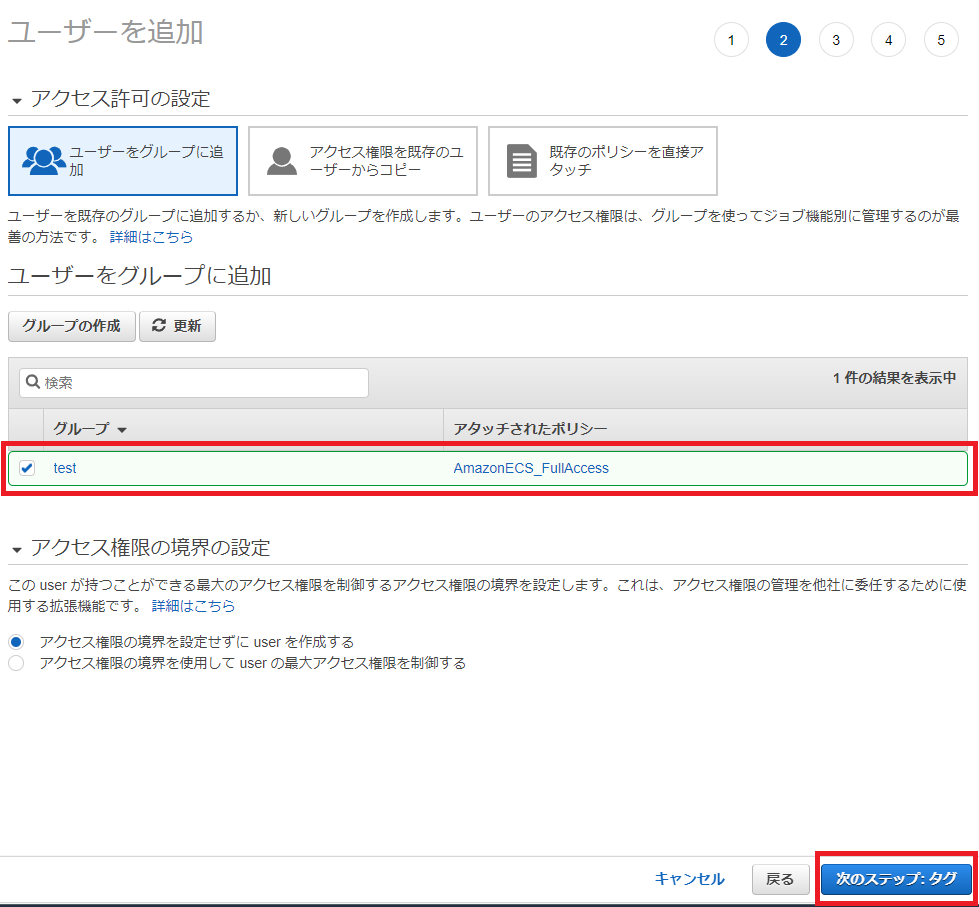 ユーザーを追加
1 2 3 4 5
アクセス許可の設定
ユーザーをグループに追
加
アクセス権限を既存のユ
ーザーからコピー
既存のポリシーを直接ア
タッチ
ユーザーを既存のグループに追加するか、新しいグループを作成します。ユーザーのアクセス権限は、グループを使ってジョブ機能別に管理するのが最
善の方法です。 詳細はこちら
ユーザーをグループに追加
グループの作成 更新
検索 1 件の結果を表示中
グループ アタッチされたポリシー
test AmazonECS_FullAccess
アクセス権限の境界の設定
この user が持つことができる最大のアクセス権限を制御するアクセス権限の境界を設定します。これは、アクセス権限の管理を他社に委任するために使
用する拡張機能です。 詳細はこちら
アクセス権限の境界を設定せずに user を作成する
アクセス権限の境界を使用して user の最大アクセス権限を制御する
キャンセル 戻る 次のステップ: タグ